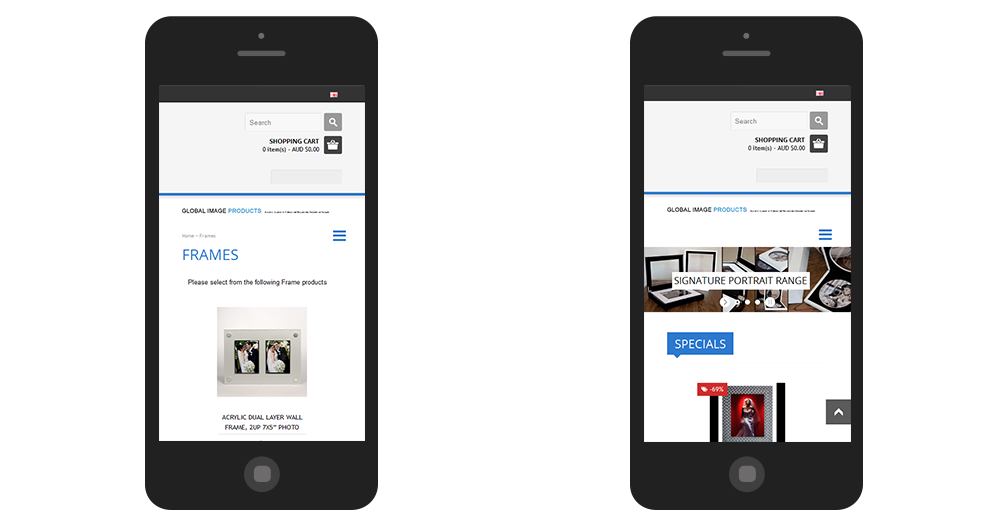 Search
SHOPPING CART
0 item(s) - AUD $0.00
GLOBAL IMAGE PRODUCTS
Home > Frames
FRAMES
Please select from the following Frame products
ACRYLIC DUAL LAYER WALL
FRAME, 2UP 7X5" PHOTO
Search
SHOPPING CART
0 item(s) - AUD $0.00
GLOBAL IMAGE PRODUCTS
SIGNATURE PORTRAIT RANGE
SPECIALS
-69%